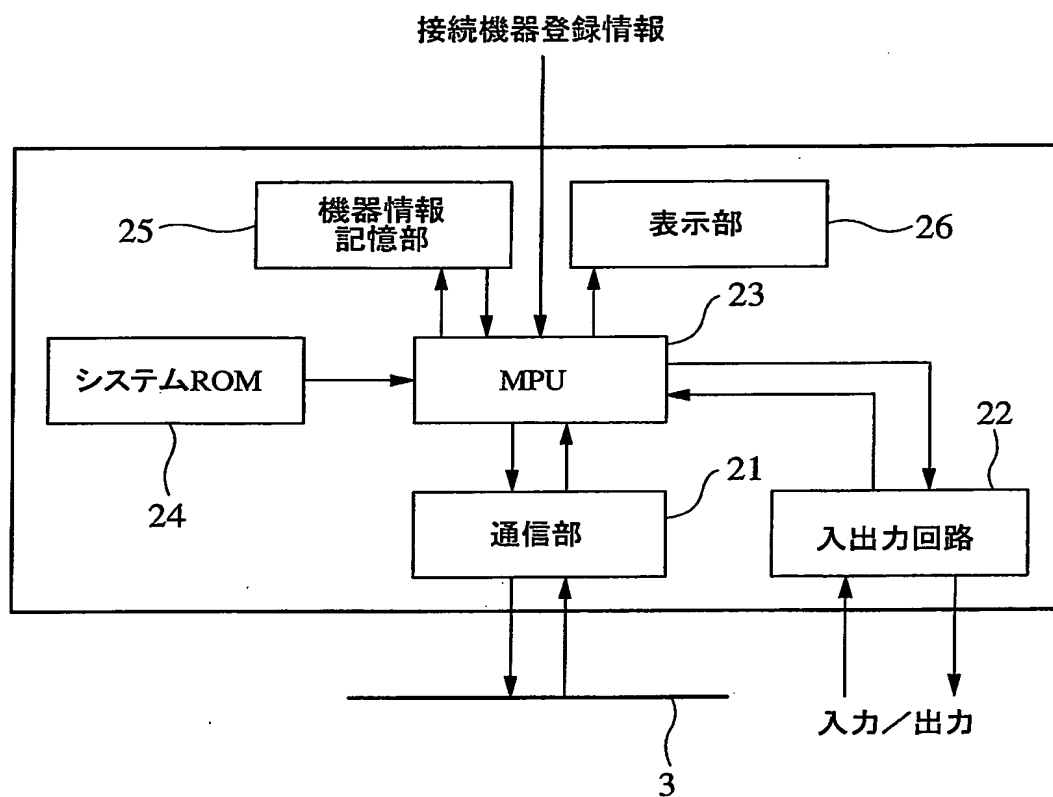 接続機器登録情報
25
機器情報
記憶部
表示部
26
23
システムROM
MPU
22
24
21
通信部
入出力回路
入力／出力
3